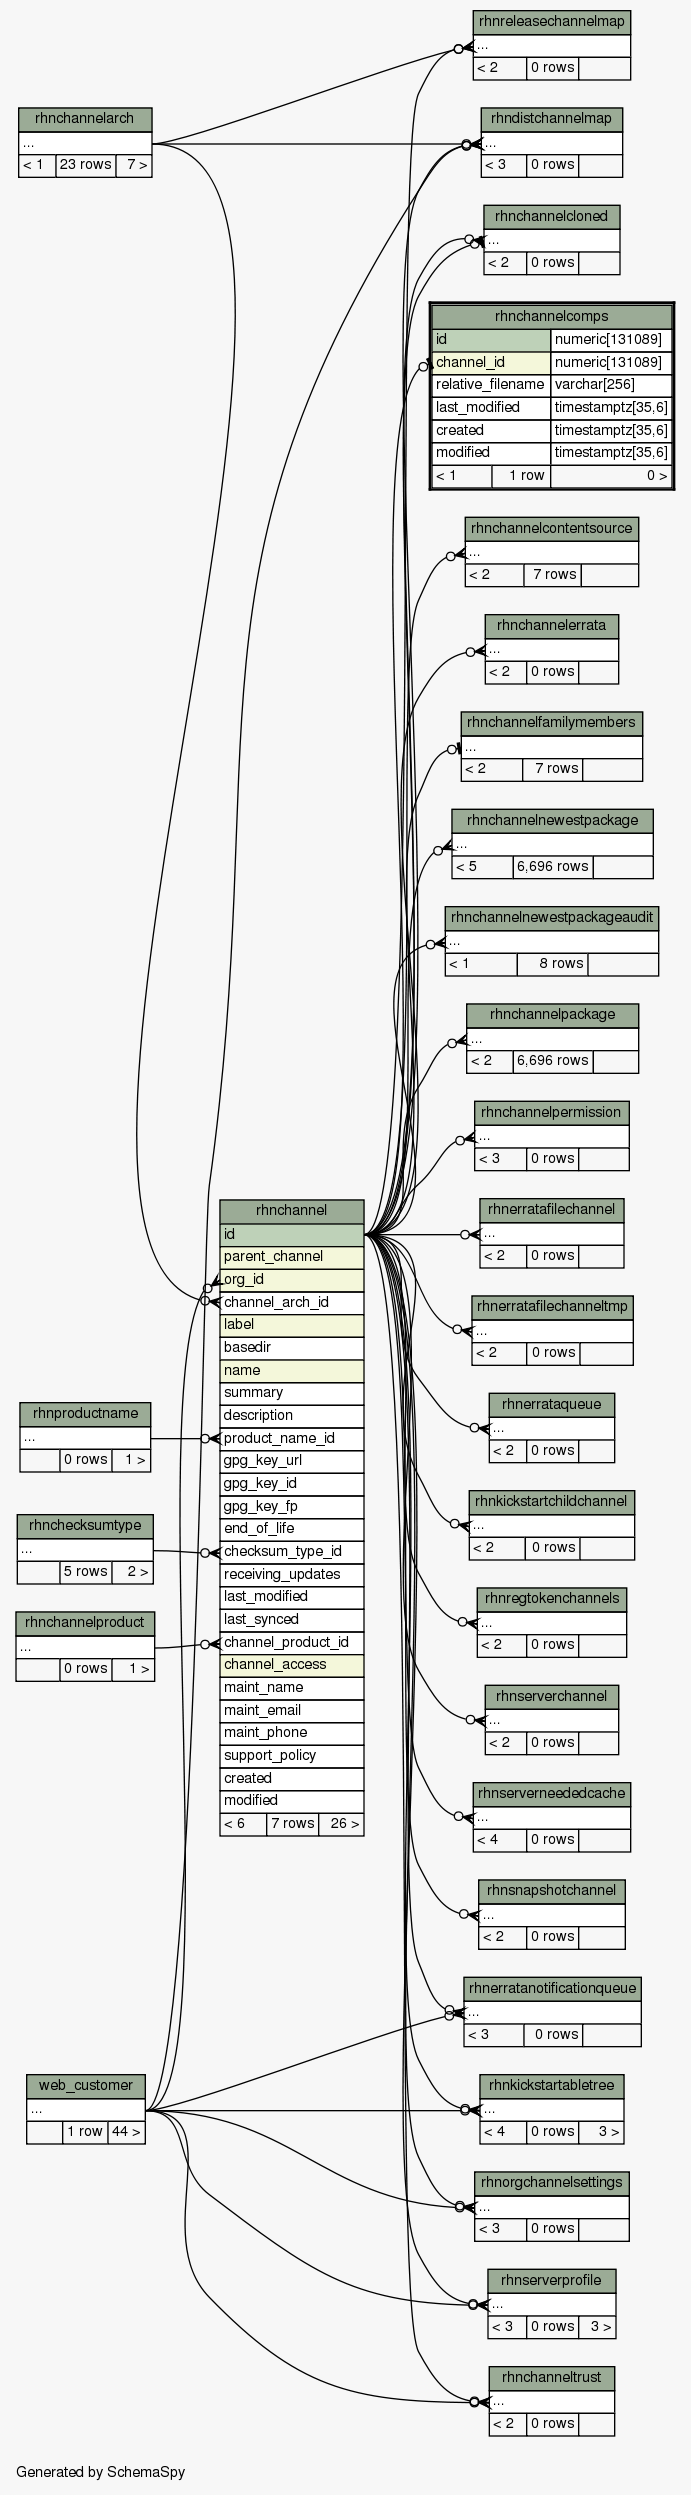 rhnreleasechannelmap
...
< 2 0 rows
rhnchannelarch
...
< 1 23 rows 7 >
rhndistchannelmap
...
< 3 0 rows
rhnchannelcloned
...
< 2 0 rows
rhnchannelcomps
id numeric[131089]
channel_id numeric[131089]
relative_filename varchar[256]
last_modified timestamptz[35,6]
created timestamptz[35,6]
modified timestamptz[35,6]
< 1 1 row 0 >
rhnchannelcontentsource
...
< 2 7 rows
rhnchannelerrata
...
< 2 0 rows
rhnchannelfamilymembers
...
< 2 7 rows
rhnchannelnewestpackage
...
< 5 6,696 rows
rhnchannelnewestpackageaudit
...
< 1 8 rows
rhnchannelpackage
...
< 2 6,696 rows
rhnchannelpermission
...
< 3 0 rows
rhnerratafilechannel
...
< 2 0 rows
rhnerratafilechanneltmp
...
< 2 0 rows
rhnerrataqueue
...
< 2 0 rows
rhnkickstartchildchannel
...
< 2 0 rows
rhnregtokenchannels
...
< 2 0 rows
rhnserverchannel
...
< 2 0 rows
rhnserverneededcache
...
< 4 0 rows
rhnsnapshotchannel
...
< 2 0 rows
rhnerratanotificationqueue
...
< 3 0 rows
rhnkickstartabletree
...
< 4 0 rows 3 >
rhnorgchannelsettings
...
< 3 0 rows
rhnserverprofile
...
< 3 0 rows 3 >
rhnchanneltrust
...
< 2 0 rows
rhnchannel
id
parent_channel
org_id
channel_arch_id
label
basedir
name
summary
description
product_name_id
gpg_key_url
gpg_key_id
gpg_key_fp
end_of_life
checksum_type_id
receiving_updates
last_modified
last_synced
channel_product_id
channel_access
maint_name
maint_email
maint_phone
support_policy
created
modified
< 6 7 rows 26 >
rhnproductname
...
0 rows 1 >
rhnchecksumtype
...
5 rows 2 >
rhnchannelproduct
...
0 rows 1 >
web_customer
...
1 row 44 >
Generated by SchemaSpy